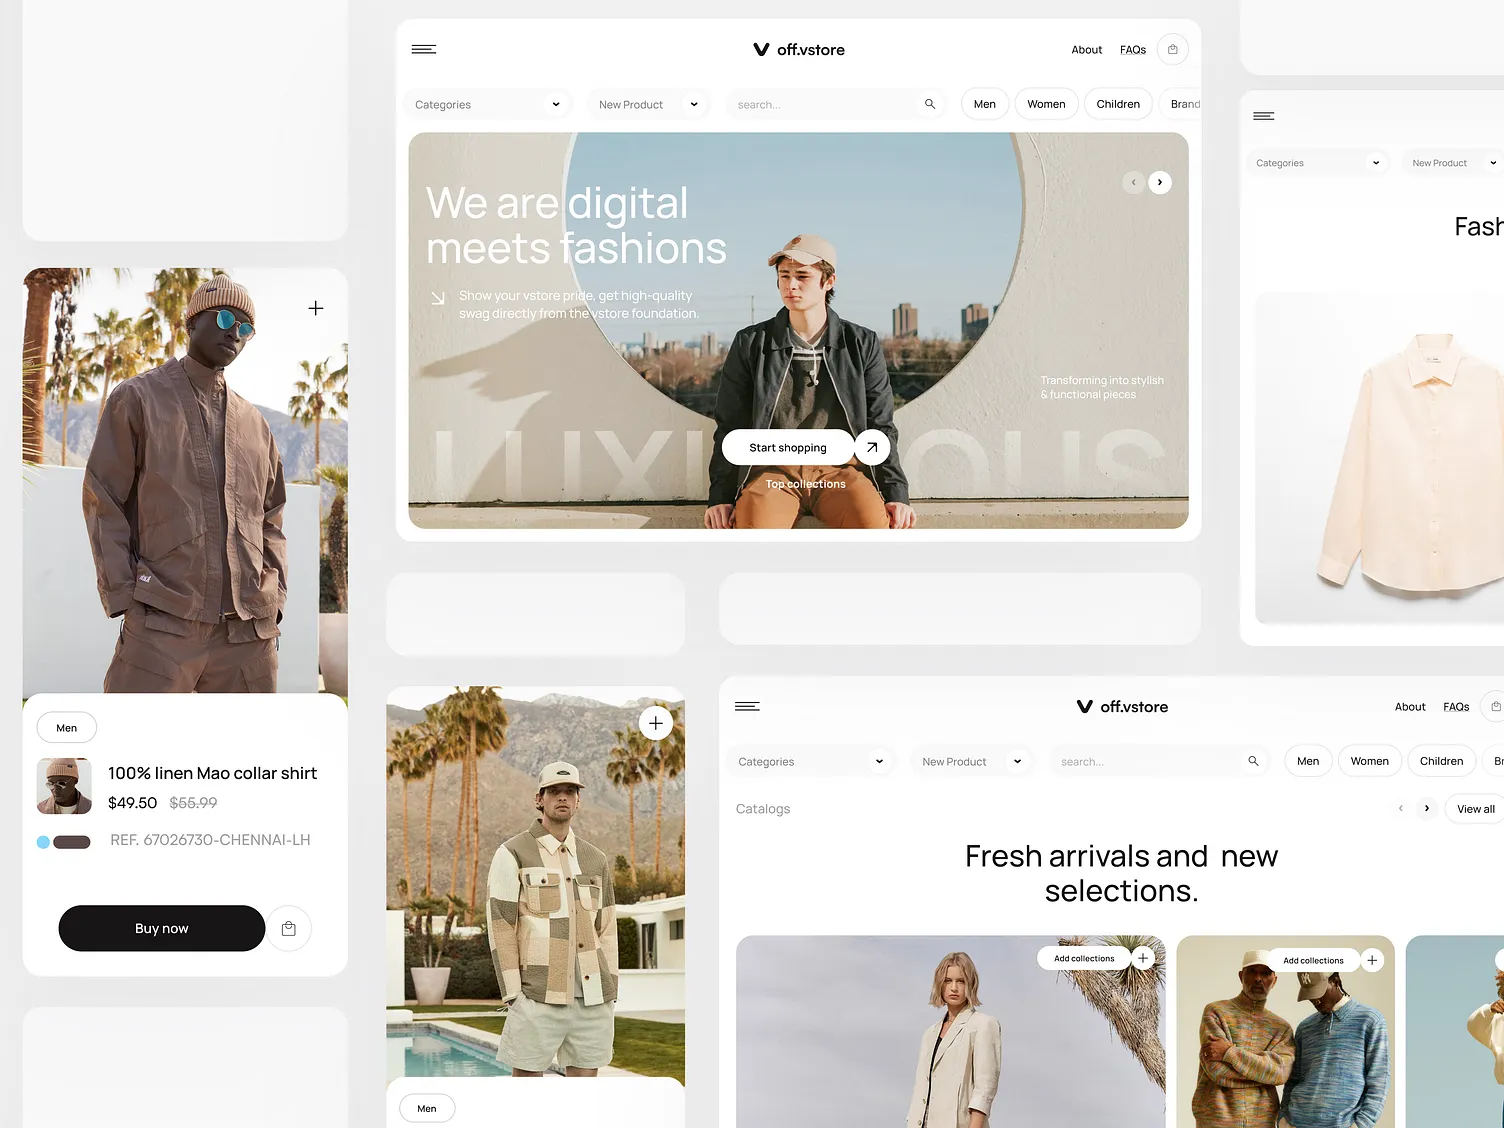 off.vstore
About
FAQs
Categories
New Product
search...
Men
Women
Children
Brand
We are digital
meets fashions
Show your vstore pride, get high-quality
swag directly from the vstore foundation.
Transforming into stylish
& functional pieces
LUXURIOUS
Start shopping
Top collections
Categories
New Product
Fash
Men
100% linen Mao collar shirt
$49.50 $55.99
REF. 67026730-CHENNAI-LH
Buy now
Men
off.vstore
About
FAQs
Categories
New Product
search...
Men
Women
Children
Br
Catalogs
View all
Fresh arrivals and new
selections.
Add collections
Add collections